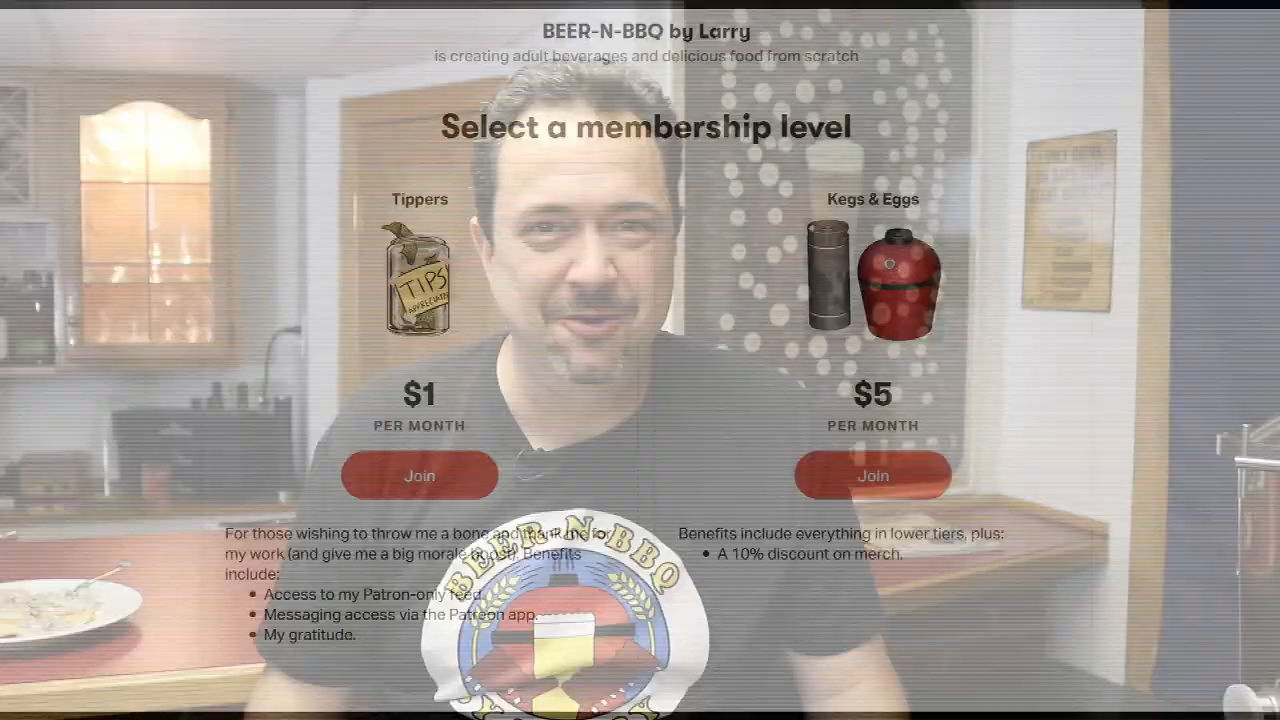 BEER-N-BBQ by Larry
is creating adult beverages and delicious food from scratch
Select a membership level
Tippers
Kegs & Eggs
TIPS
APPRECIATED
$1
PER MONTH
Join
$5
PER MONTH
Join
For those wishing to throw me a bone and thank me for
my work (and give me a big morale boost). Benefits
include:
• Access to my Patron-only feed.
• Messaging access via the Patreon app.
• My gratitude.
Benefits include everything in lower tiers, plus:
• A 10% discount on merch.
BEER-N-BBQ